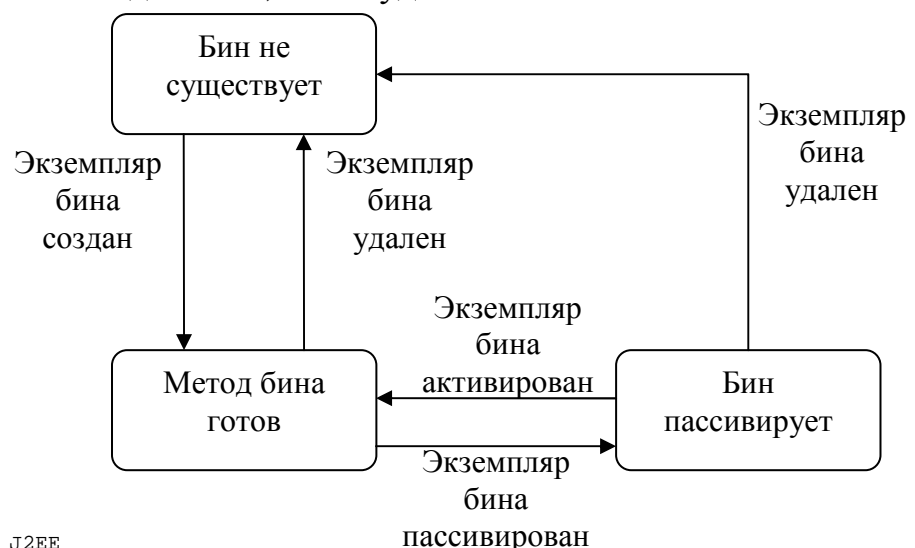 Бин не
существует
Экземпляр
бина
удален
Экземпляр
бина
создан
Экземпляр
бина
удален
Экземпляр
бина
активирован
Метод бина
готов
Бин
пассивирует
Экземпляр
бина
пассивирован
J2EE